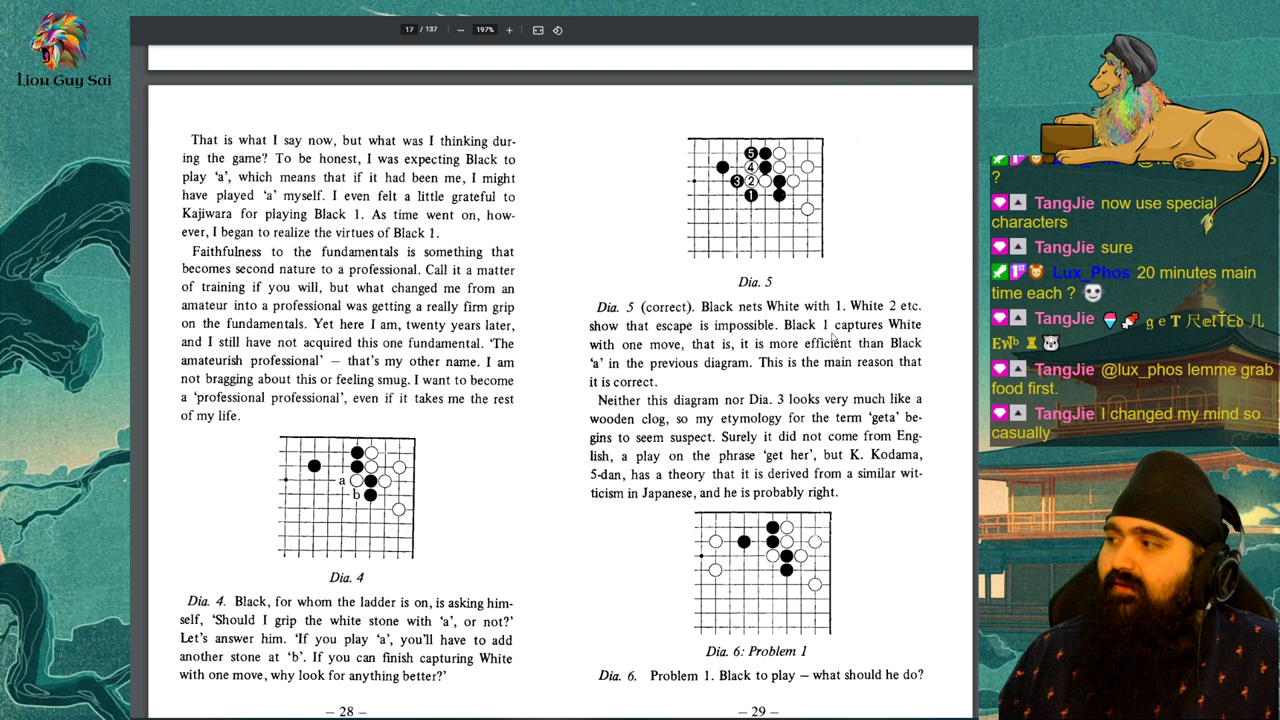 Lion Guy Sai
17 / 137
197%
That is what I say now, but what was I thinking dur-
ing the game? To be honest, I was expecting Black to
play ‘a’, which means that if it had been me, I might
have played ‘a’ myself. I even felt a little grateful to
Kajiwara for playing Black 1. As time went on, how-
ever, I began to realize the virtues of Black 1.
Faithfulness to the fundamentals is something that
becomes second nature to a professional. Call it a matter
of training if you will, but what changed me from an
amateur into a professional was getting a really firm grip
on the fundamentals. Yet here I am, twenty years later,
and I still have not acquired this one fundamental. ‘The
amateurish professional’ – that’s my other name. I am
not bragging about this or feeling smug. I want to become
a ‘professional professional’, even if it takes me the rest
of my life.
a
b
Dia. 4
Dia. 4. Black, for whom the ladder is on, is asking him-
self, ‘Should I grip the white stone with ‘a’, or not?’
Let’s answer him. ‘If you play ‘a’, you’ll have to add
another stone at ‘b’. If you can finish capturing White
with one move, why look for anything better?’
– 28 –
5
4
3 2
1
Dia. 5
Dia. 5 (correct). Black nets White with 1. White 2 etc.
show that escape is impossible. Black 1 captures White
with one move, that is, it is more efficient than Black
‘a’ in the previous diagram. This is the main reason that
it is correct.
Neither this diagram nor Dia. 3 looks very much like a
wooden clog, so my etymology for the term ‘geta’ be-
gins to seem suspect. Surely it did not come from Eng-
lish, a play on the phrase ‘get her’, but K. Kodama,
5-dan, has a theory that it is derived from a similar wit-
ticism in Japanese, and he is probably right.
Dia. 6: Problem 1
Dia. 6. Problem 1. Black to play – what should he do?
– 29 –
?
TangJie now use special
characters
TangJie sure
Lux_Phos 20 minutes main
time each ?
TangJie
TangJie @lux_phos lemme grab
food first.
TangJie I changed my mind so
casually